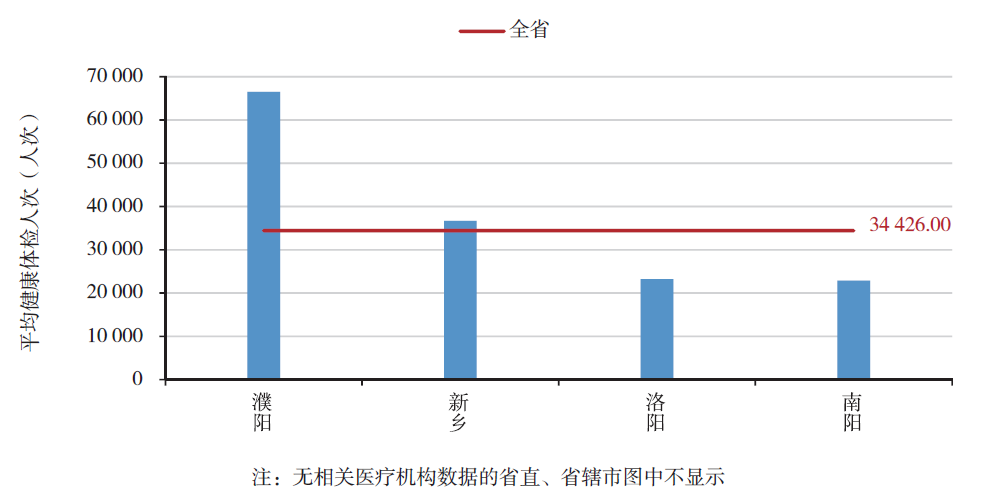 全省
平均健康体检人次（人次）
70 000
60 000
50 000
40 000
30 000
20 000
10 000
0
34 426.00
濮阳
新乡
洛阳
南阳
注：无相关医疗机构数据的省直、省辖市图中不显示